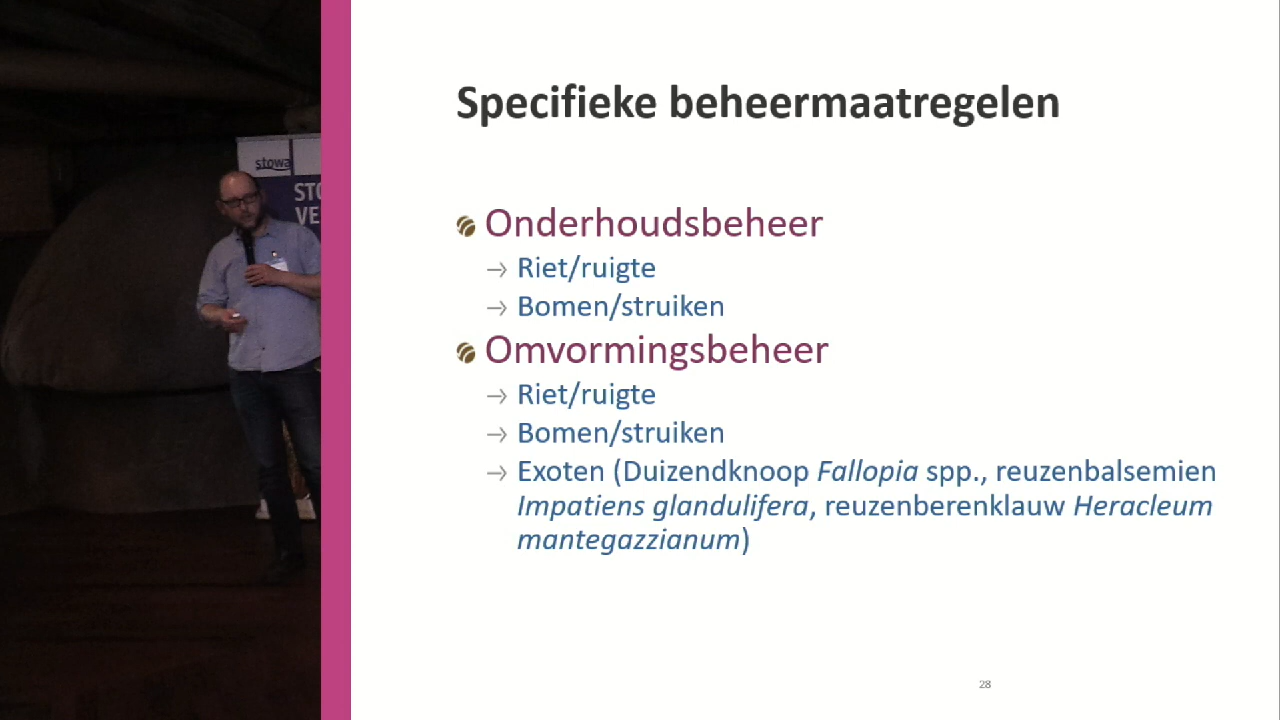 stowa
Specifieke beheermaatregelen
Onderhoudsbeheer
→ Riet/ruigte
→ Bomen/struiken
Omvormingsbeheer
→ Riet/ruigte
→ Bomen/struiken
→ Exoten (Duizendknoop Fallopia spp., reuzenbalsemien
Impatiens glandulifera, reuzenberenklauw Heracleum
mantegazzianum)
28